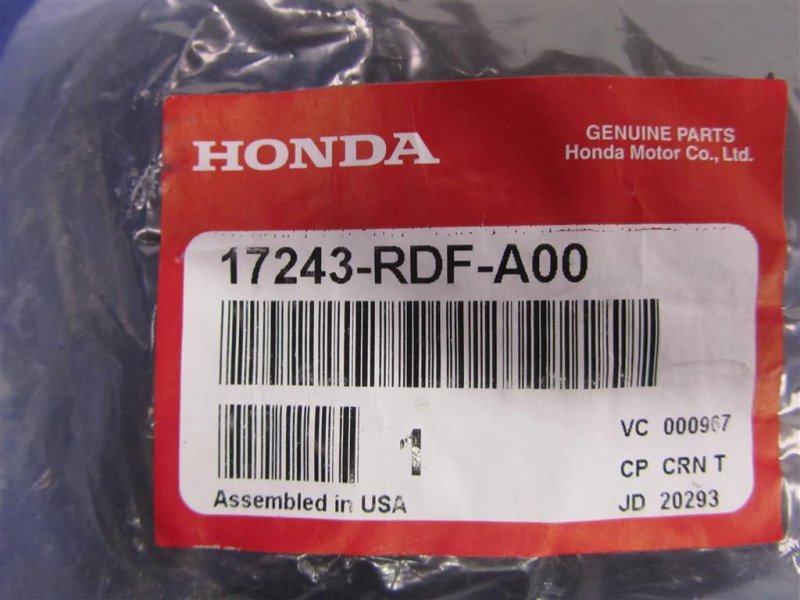 HONDA
GENUINE PARTS
Honda Motor Co., Ltd.
17243-RDF-A00
1
VC 000967
CP CRN T
JD 20293
Assembled in USA